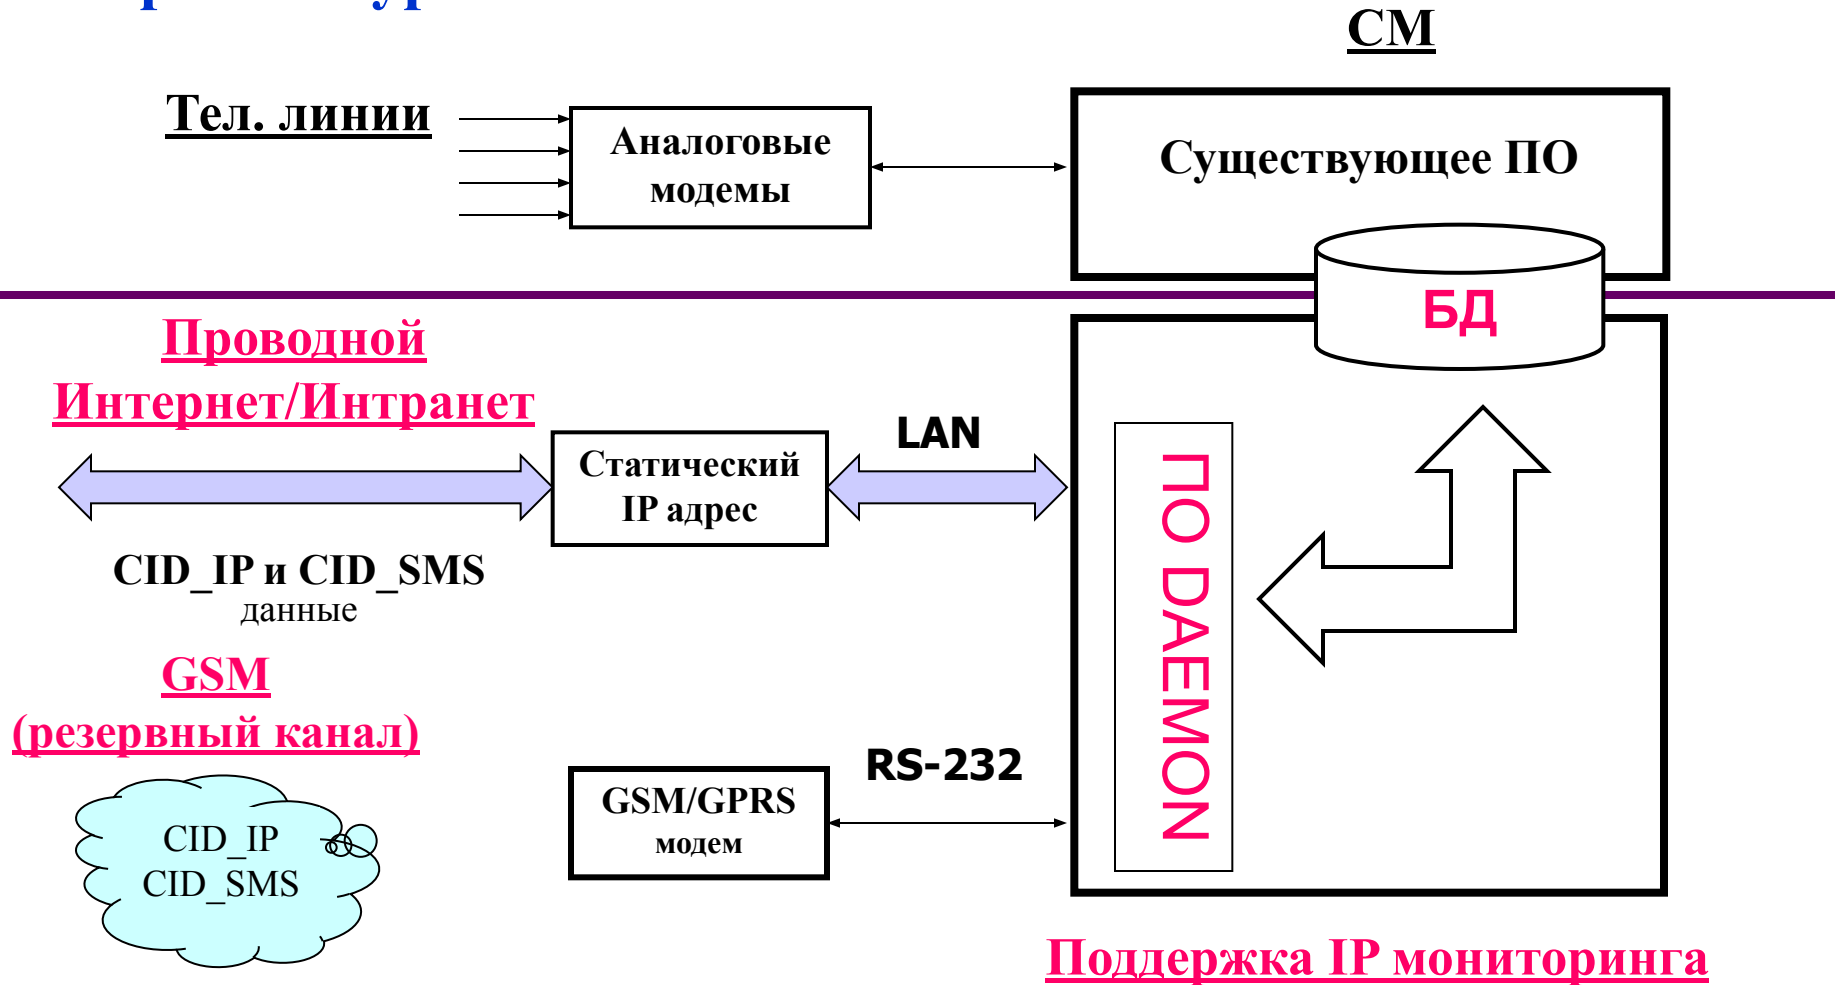 СМ
Тел. линии
Аналоговые
модемы
Существующее ПО
БД
Проводной
Интернет/Интранет
LAN
Статический
IP адрес
CID_IP и CID_SMS
данные
ПО DAEMON
GSM
(резервный канал)
RS-232
GSM/GPRS
модем
CID_IP
CID_SMS
Поддержка IP мониторинга